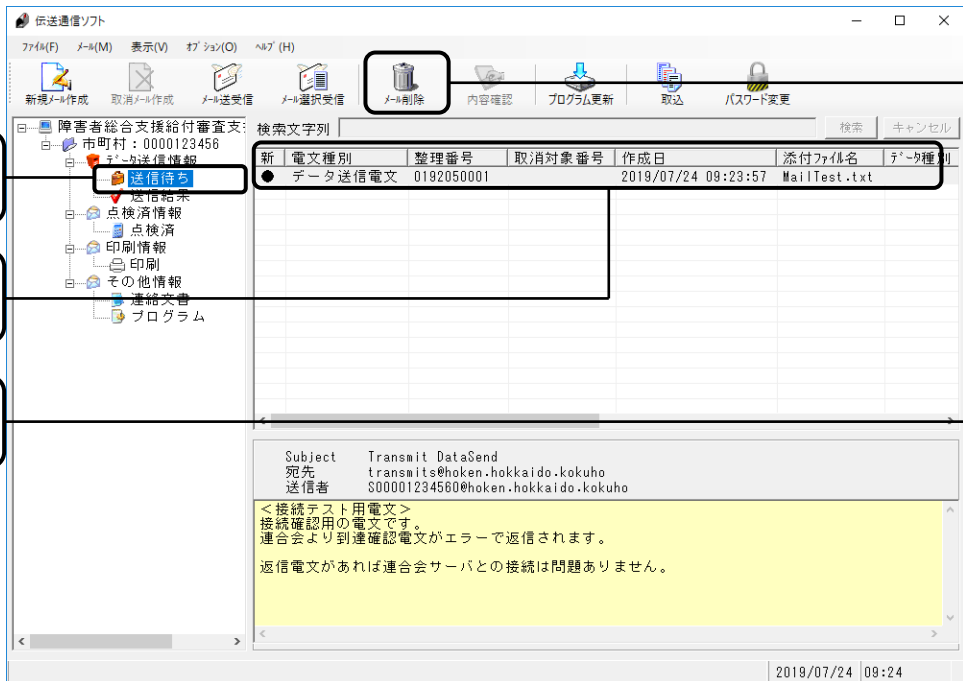 伝送通信ソフト
ファイル(F) メール(M) 表示(V) オプション(O) ヘルプ(H)
新規メール作成 取消メール作成 メール送受信 メール選択受信 メール削除 内容確認 プログラム更新 取込 パスワード変更
障害者総合支援給付審査支
検索文字列 検索 キャンセル
市町村:0000123456
データ送信情報
送信待ち
送信結果
点検済情報
点検済
印刷情報
印刷
その他情報
連絡文書
プログラム
新 電文種別 整理番号 取消対象番号 作成日 添付ファイル名 データ種別
● データ送信電文 0192050001 2019/07/24 09:23:57 MailTest.txt
Subject Transmit DataSend
宛先 transmits@hoken.hokkaido.kokuho
送信者 S00001234560@hoken.hokkaido.kokuho
<接続テスト用電文>
接続確認用の電文です。
連合会より到達確認電文がエラーで返信されます。
返信電文があれば連合会サーバとの接続は問題ありません。
2019/07/24 09:24